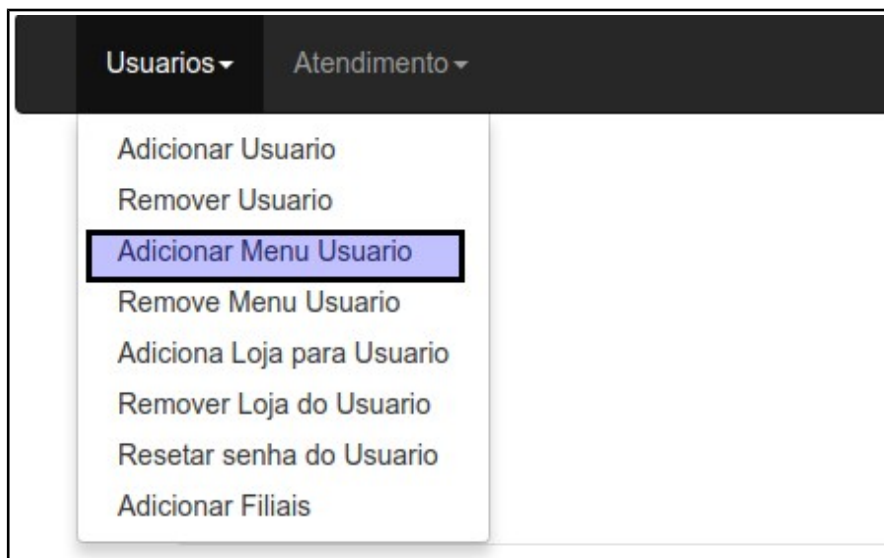 Usuarios Atendimento
Adicionar Usuario
Remover Usuario
Adicionar Menu Usuario
Remove Menu Usuario
Adiciona Loja para Usuario
Remover Loja do Usuario
Resetar senha do Usuario
Adicionar Filiais